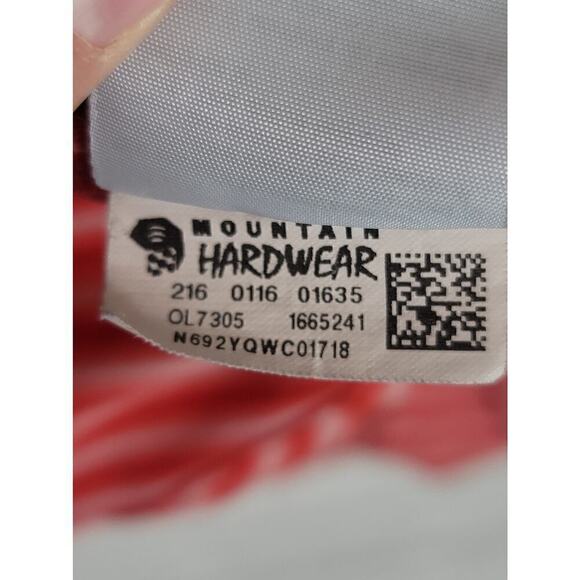 MOUNTAIN
HARDWEAR
216 0116 01635
OL7305 1665241
N692YQWC01718